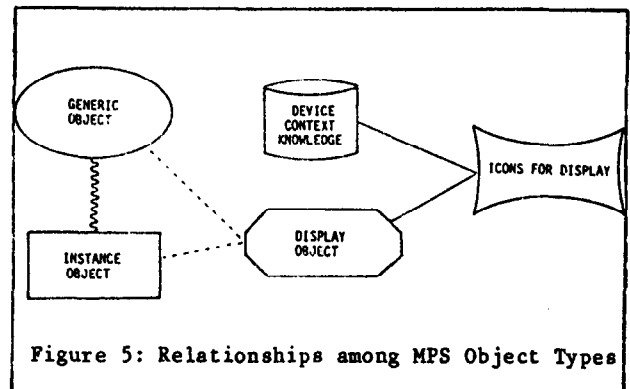 GENERIC
OBJECT
DEVICE
CONTEXT
KNOWLEDGE
ICONS FOR DISPLAY
INSTANCE
OBJECT
DISPLAY
OBJECT
Figure 5: Relationships among MPS Object Types